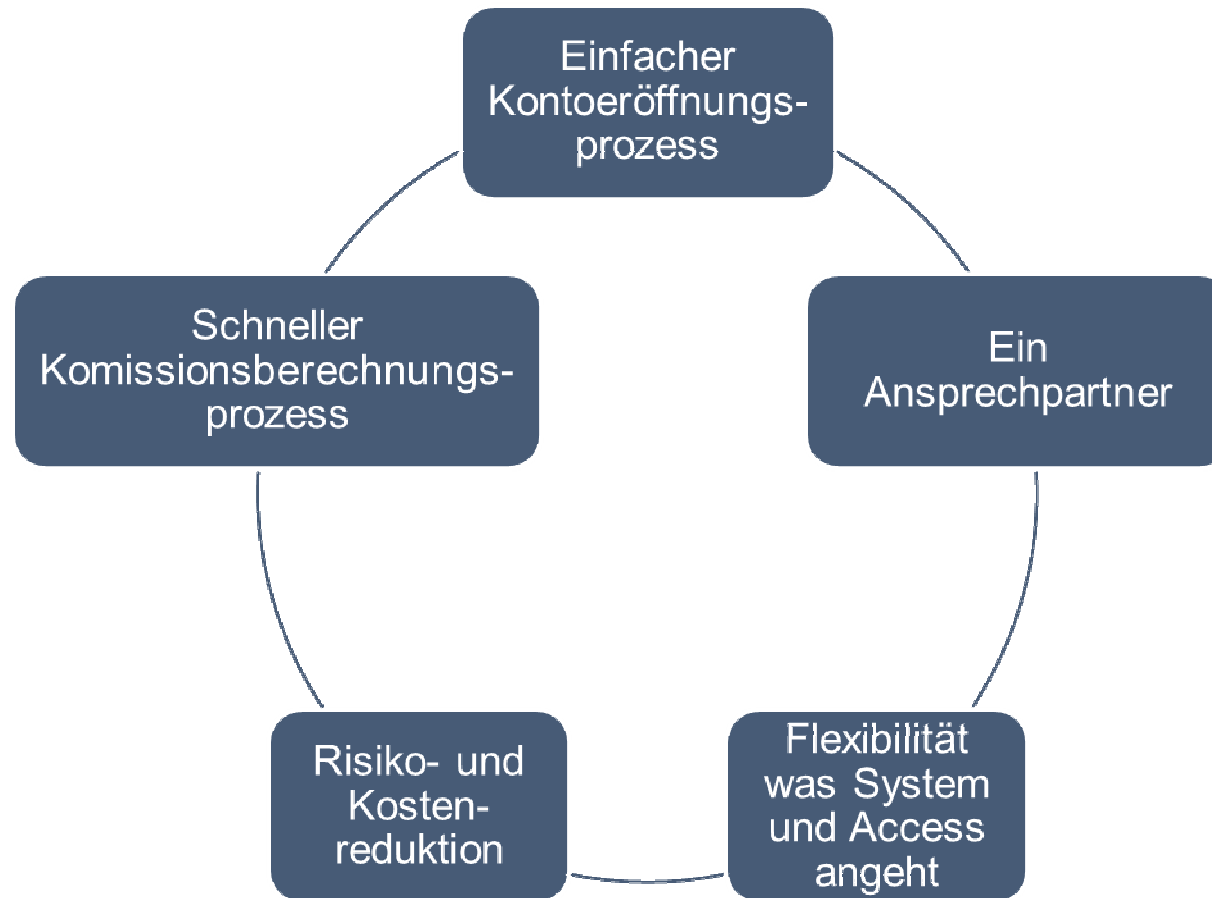 Einfacher
Kontoeröffnungs-
prozess
Schneller
Komissionsberechnungs-
prozess
Ein
Ansprechpartner
Risiko- und
Kosten-
reduktion
Flexibilität
was System
und Access
angeht